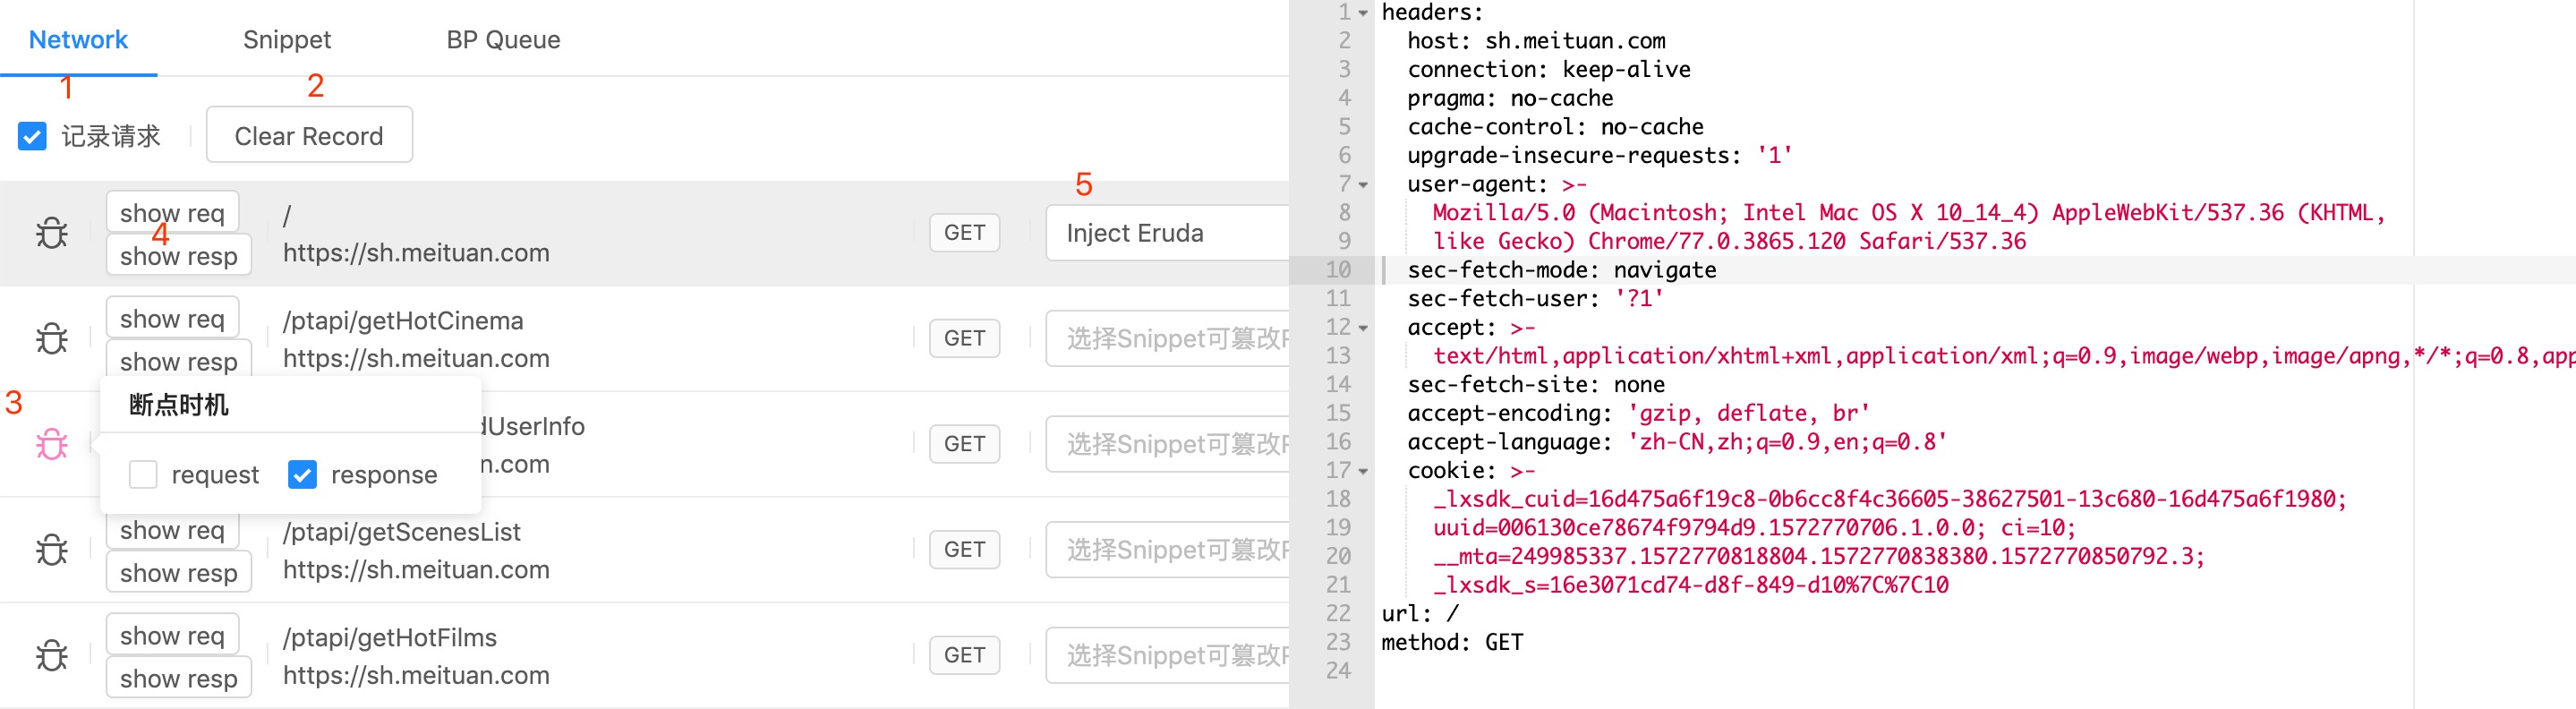 Network Snippet BP Queue
1 2
记录请求 Clear Record
5
show req / GET Inject Eruda
4
show resp https://sh.meituan.com
show req /ptapi/getHotCinema GET
show resp https://sh.meituan.com
选择Snippet可篡改
3
断点时机
dUserInfo GET
n.com
选择Snippet可篡改
request response
show req /ptapi/getScenesList GET
show resp https://sh.meituan.com
选择Snippet可篡改
show req /ptapi/getHotFilms GET
show resp https://sh.meituan.com
选择Snippet可篡改
1 headers:
2 host: sh.meituan.com
3 connection: keep-alive
4 pragma: no-cache
5 cache-control: no-cache
6 upgrade-insecure-requests: '1'
7 user-agent: >-
8 Mozilla/5.0 (Macintosh; Intel Mac OS X 10_14_4) AppleWebKit/537.36 (KHTML,
9 like Gecko) Chrome/77.0.3865.120 Safari/537.36
10 sec-fetch-mode: navigate
11 sec-fetch-user: '?1'
12 accept: >-
13 text/html,application/xhtml+xml,application/xml;q=0.9,image/webp,image/apng,*/*;q=0.8,app
14 sec-fetch-site: none
15 accept-encoding: 'gzip, deflate, br'
16 accept-language: 'zh-CN,zh;q=0.9,en;q=0.8'
17 cookie: >-
18 _lxsdk_cuid=16d475a6f19c8-0b6cc8f4c36605-38627501-13c680-16d475a6f1980;
19 uuid=006130ce78674f9794d9.1572770706.1.0.0; ci=10;
20 __mta=249985337.1572770818804.1572770838380.1572770850792.3;
21 _lxsdk_s=16e3071cd74-d8f-849-d10%7C%7C10
22 url: /
23 method: GET
24